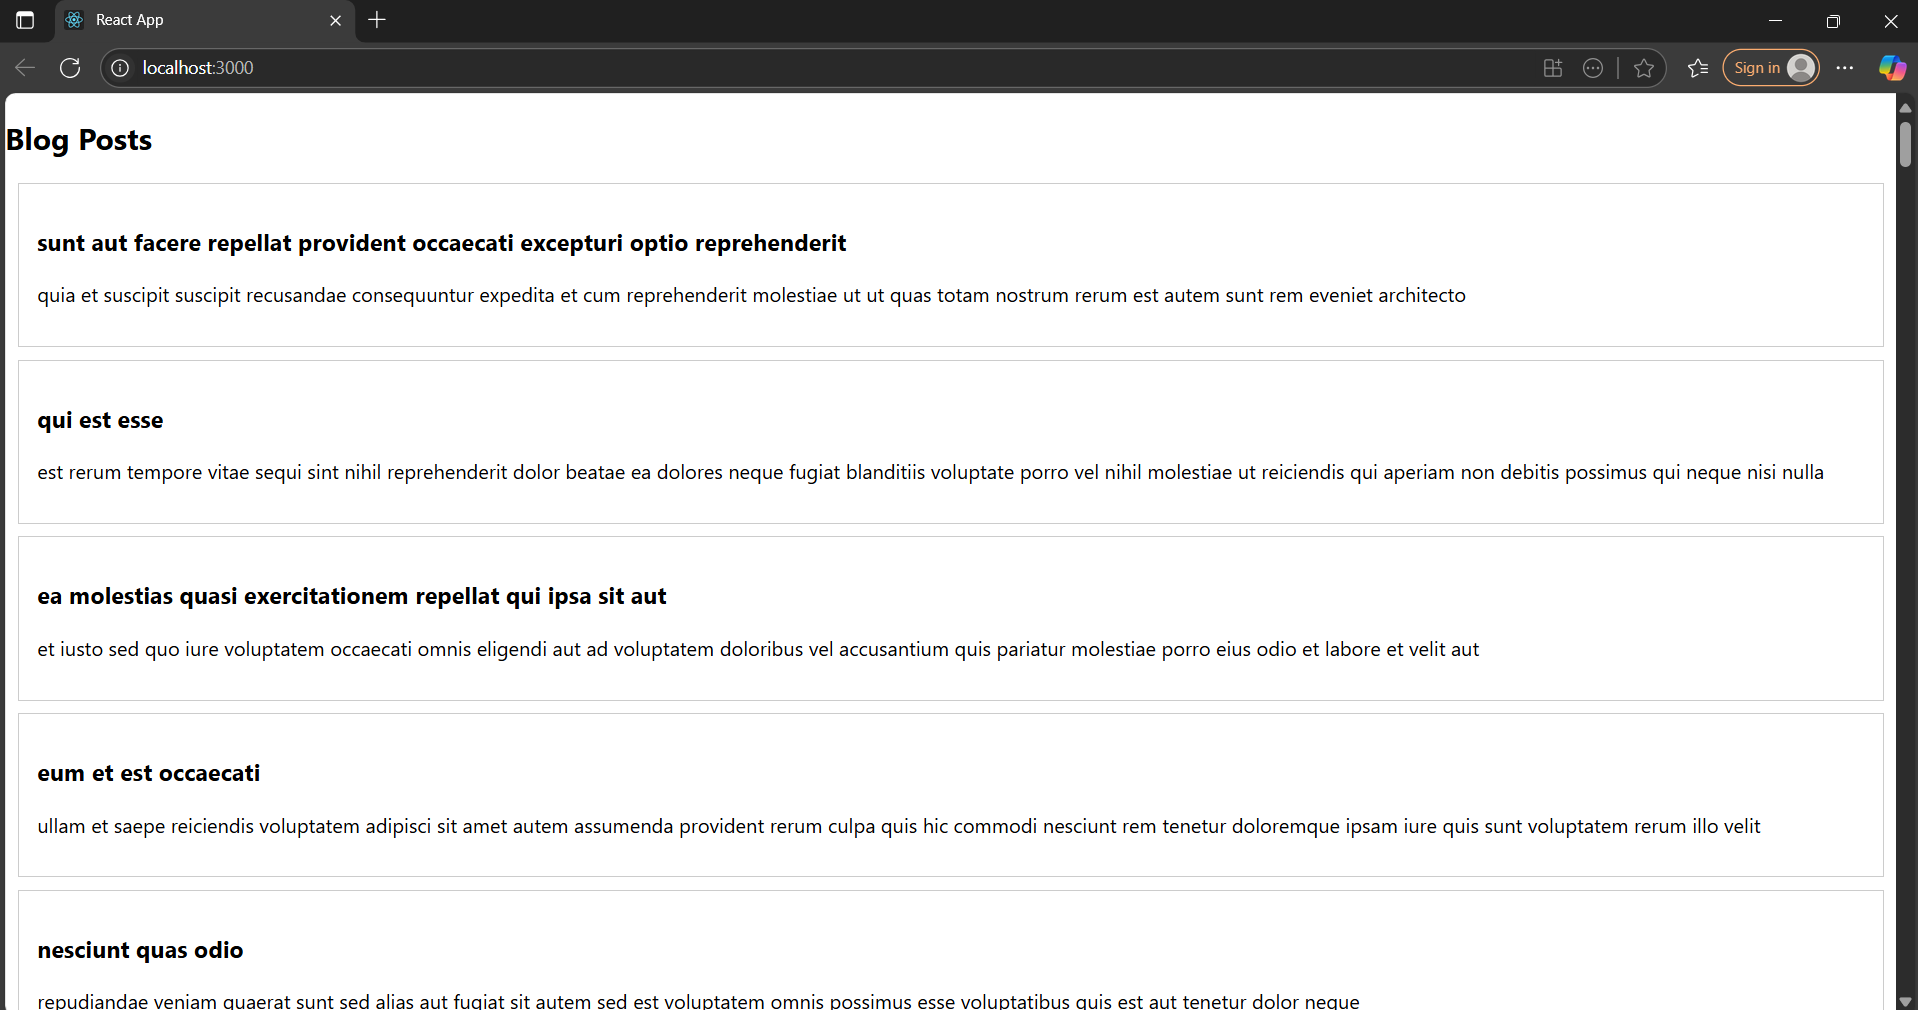 React App
localhost:3000
Sign in
Blog Posts
sunt aut facere repellat provident occaecati excepturi optio reprehenderit
quia et suscipit suscipit recusandae consequuntur expedita et cum reprehenderit molestiae ut ut quas totam nostrum rerum est autem sunt rem eveniet architecto
qui est esse
est rerum tempore vitae sequi sint nihil reprehenderit dolor beatae ea dolores neque fugiat blanditiis voluptate porro vel nihil molestiae ut reiciendis qui aperiam non debitis possimus qui neque nisi nulla
ea molestias quasi exercitationem repellat qui ipsa sit aut
et iusto sed quo iure voluptatem occaecati omnis eligendi aut ad voluptatem doloribus vel accusantium quis pariatur molestiae porro eius odio et labore et velit aut
eum et est occaecati
ullam et saepe reiciendis voluptatem adipisci sit amet autem assumenda provident rerum culpa quis hic commodi nesciunt rem tenetur doloremque ipsam iure quis sunt voluptatem rerum illo velit
nesciunt quas odio
repudiandae veniam quaerat sunt sed alias aut fugiat sit autem sed est voluptatem omnis possimus esse voluptatibus quis est aut tenetur dolor neque